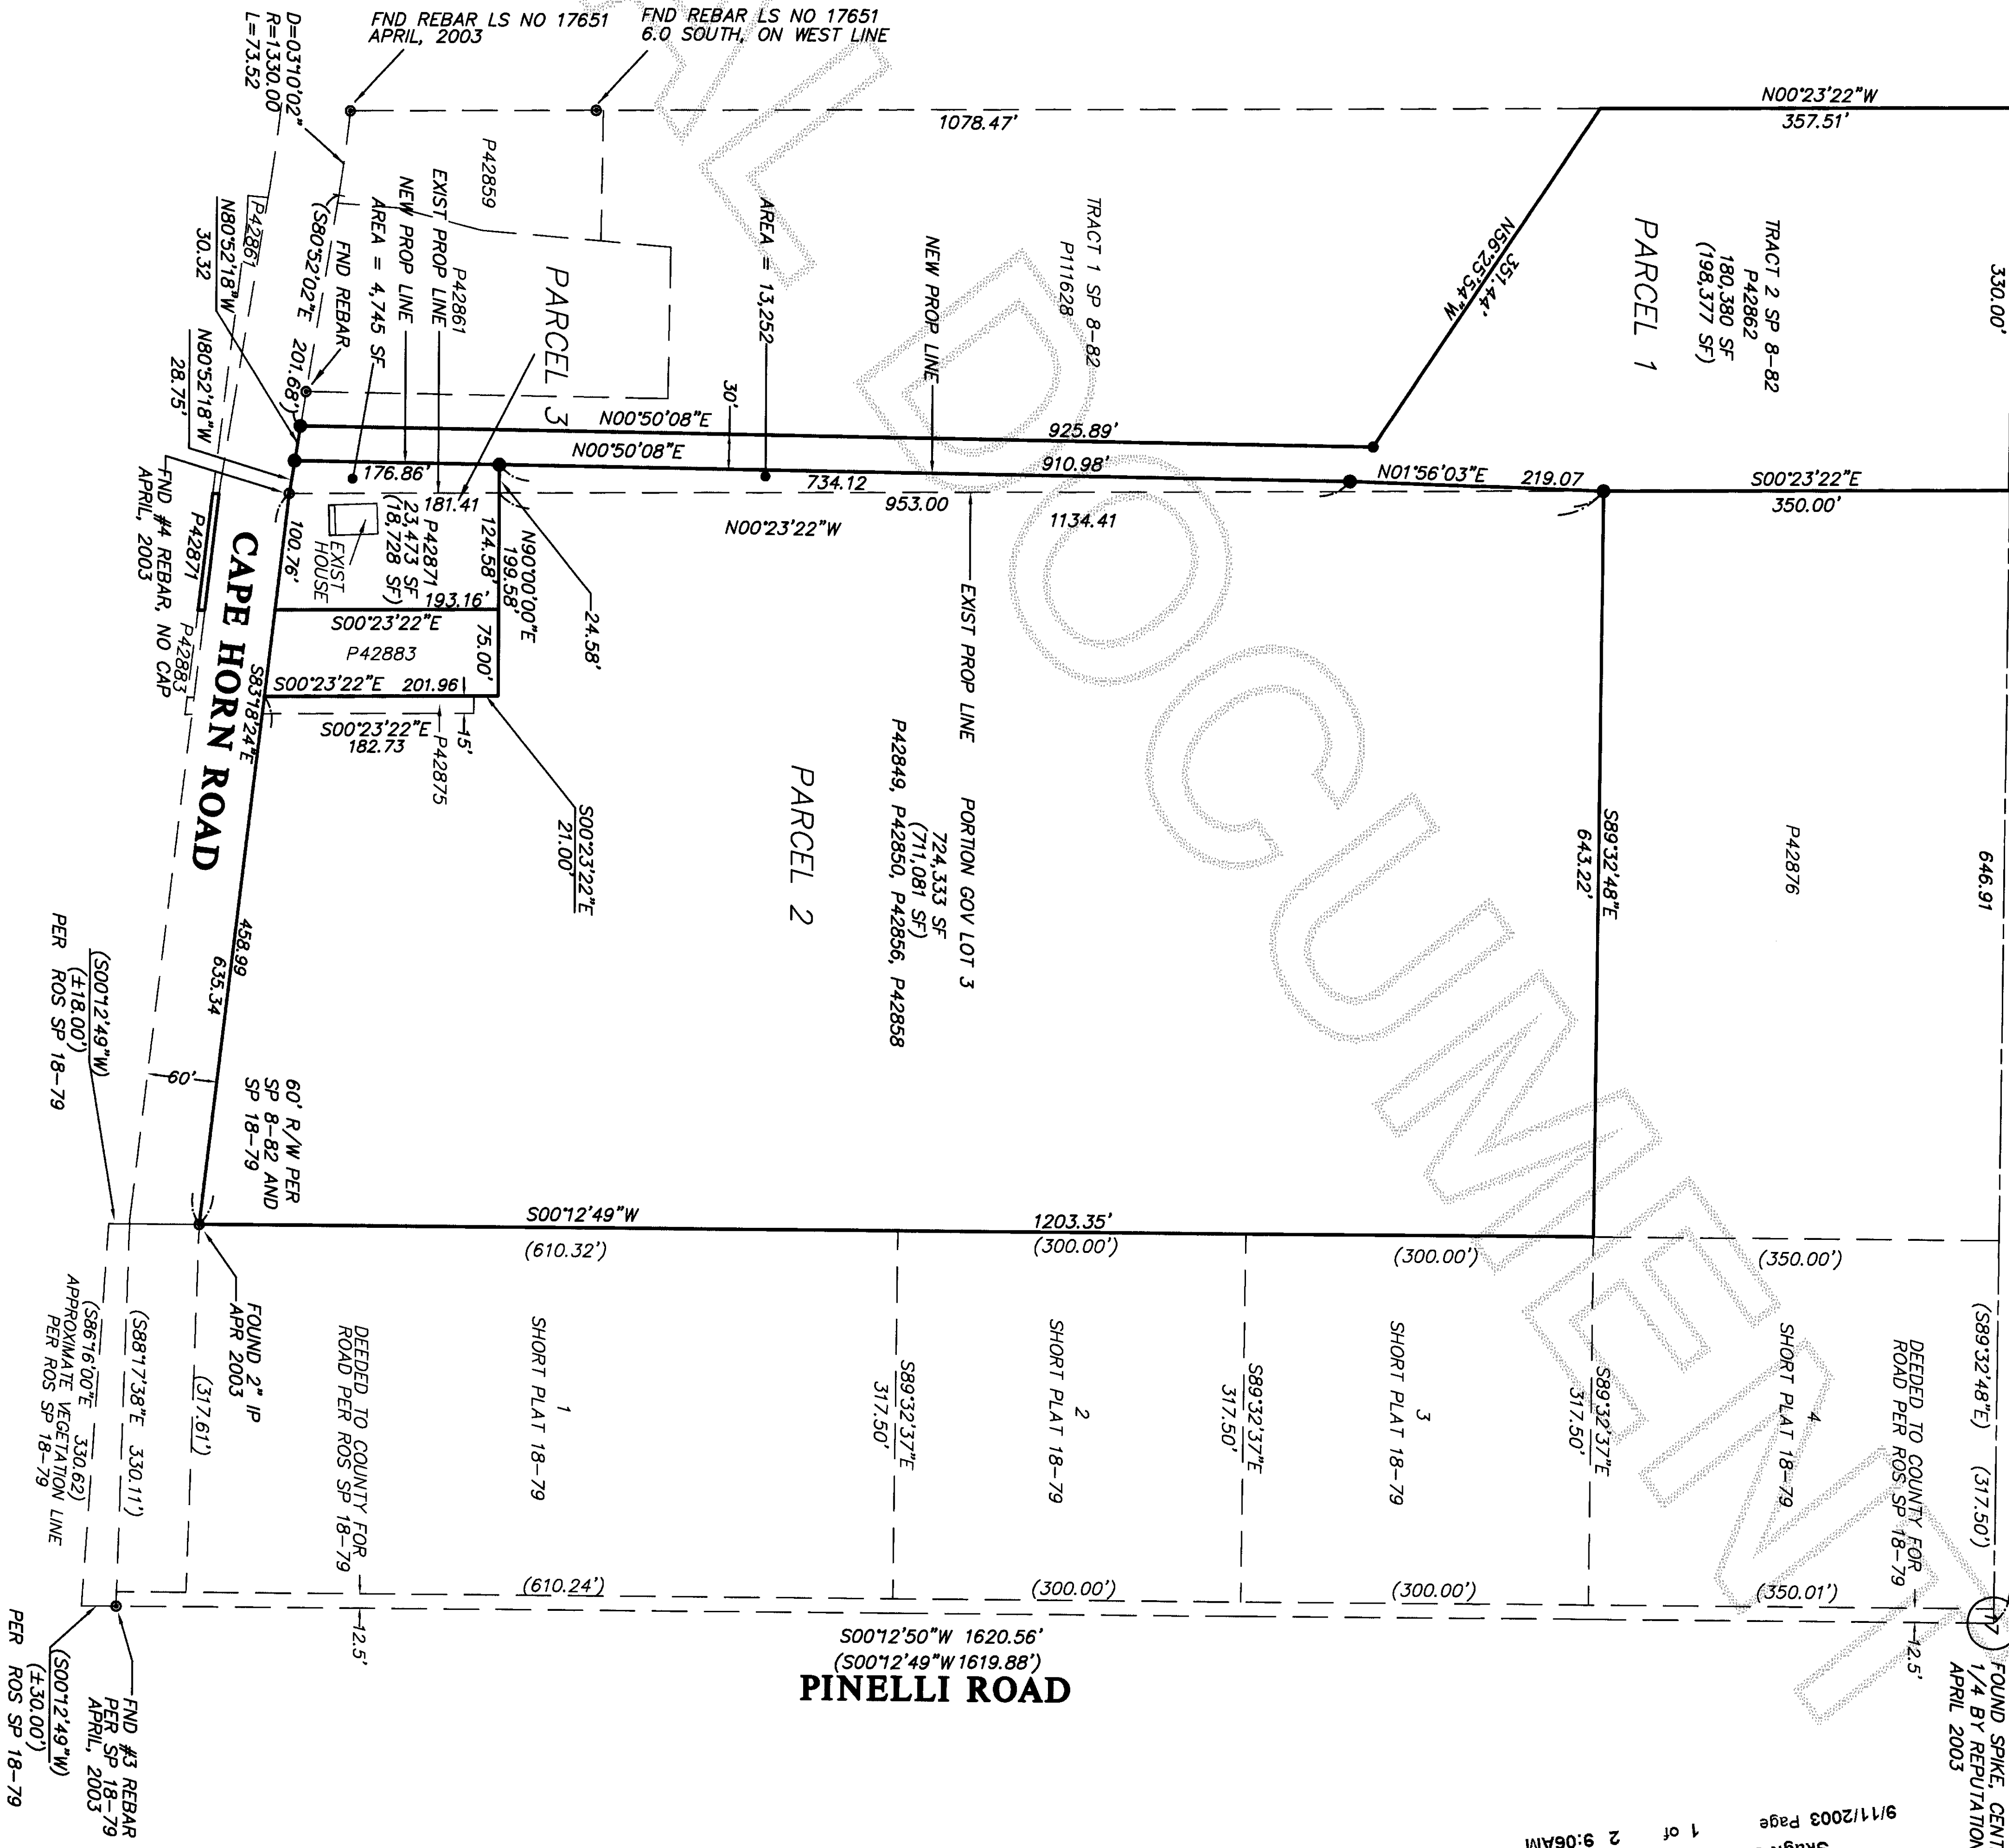 FND REBAR LS NO 17651
APRIL, 2003
FND REBAR LS NO 17651
6.0 SOUTH, ON WEST LINE
D=03°10'02"
R=1330.00
L=73.52
1078.47'
N00°23'22"W
357.51'
330.00'
TRACT 2 SP 8-82
P42862
180,380 SF
(198,377 SF)
PARCEL 1
N56°25'54"W
351.44'
TRACT 1 SP 8-82
P111628
NEW PROP LINE
AREA = 13,252
P42859
EXIST PROP LINE
NEW PROP LINE
AREA = 4,745 SF
P42861
PARCEL 3
FND REBAR
(S80°52'02"E 201.68')
P42861
N80°52'18"W
30.32
N80°52'18"W
28.75'
FND #4 REBAR, NO CAP
APRIL, 2003
N00°50'08"E
925.89'
N00°50'08"E
910.98'
30'
176.86'
734.12
N01°56'03"E 219.07
S00°23'22"E
350.00'
181.41
953.00
1134.41
N00°23'22"W
EXIST PROP LINE
EXIST
HOUSE
P42871
23,473 SF
(18,728 SF)
124.58'
N90°00'00"E
199.58'
24.58'
193.16'
S00°23'22"E
P42883
75.00'
S00°23'22"E 201.96
S00°23'22"E
182.73
15'
P42875
S00°23'22"E
21.00'
100.76'
P42871
P42883
CAPE HORN ROAD
S83°18'24"E
458.99
635.34
60'
60' R/W PER
SP 8-82 AND
SP 18-79
PARCEL 2
PORTION GOV LOT 3
724,333 SF
(711,081 SF)
P42849, P42850, P42856, P42858
S89°32'48"E
643.22'
P42876
646.91
(S00°12'49"W)
(±18.00')
PER ROS SP 18-79
S00°12'49"W
1203.35'
(610.32')
(300.00')
(300.00')
(350.00')
FOUND 2" IP
APR 2003
(317.61')
(S88°17'38"E 330.11')
(S86°16'00"E 330.62)
APPROXIMATE VEGETATION LINE
PER ROS SP 18-79
DEEDED TO COUNTY FOR
ROAD PER ROS SP 18-79
1
SHORT PLAT 18-79
S89°32'37"E
317.50'
2
SHORT PLAT 18-79
S89°32'37"E
317.50'
3
SHORT PLAT 18-79
S89°32'37"E
317.50'
4
SHORT PLAT 18-79
DEEDED TO COUNTY FOR
ROAD PER ROS SP 18-79
(S89°32'48"E) (317.50')
(610.24')
(300.00')
(300.00')
(350.01')
12.5'
12.5'
S00°12'50"W 1620.56'
(S00°12'49"W 1619.88')
PINELLI ROAD
(S00°12'49"W)
(±30.00')
PER ROS SP 18-79
FND #3 REBAR
PER SP 18-79
APRIL, 2003
17
FOUND SPIKE, CENT
1/4 BY REPUTATION
APRIL 2003
9/11/2003 Page 1 of 2 9:06AM
DOCUMENT